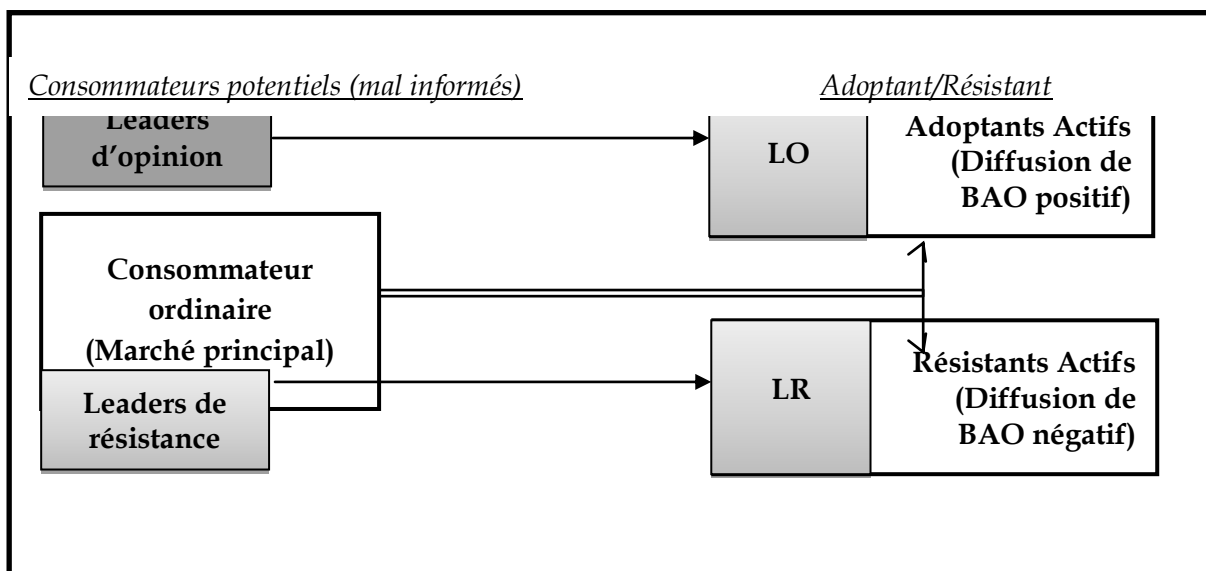 Consommateurs potentiels (mal informés)
Adoptant/Résistant
Leaders
d’opinion
LO
Adoptants Actifs
(Diffusion de
BAO positif)
Consommateur
ordinaire
(Marché principal)
Leaders de
résistance
LR
Résistants Actifs
(Diffusion de
BAO négatif)